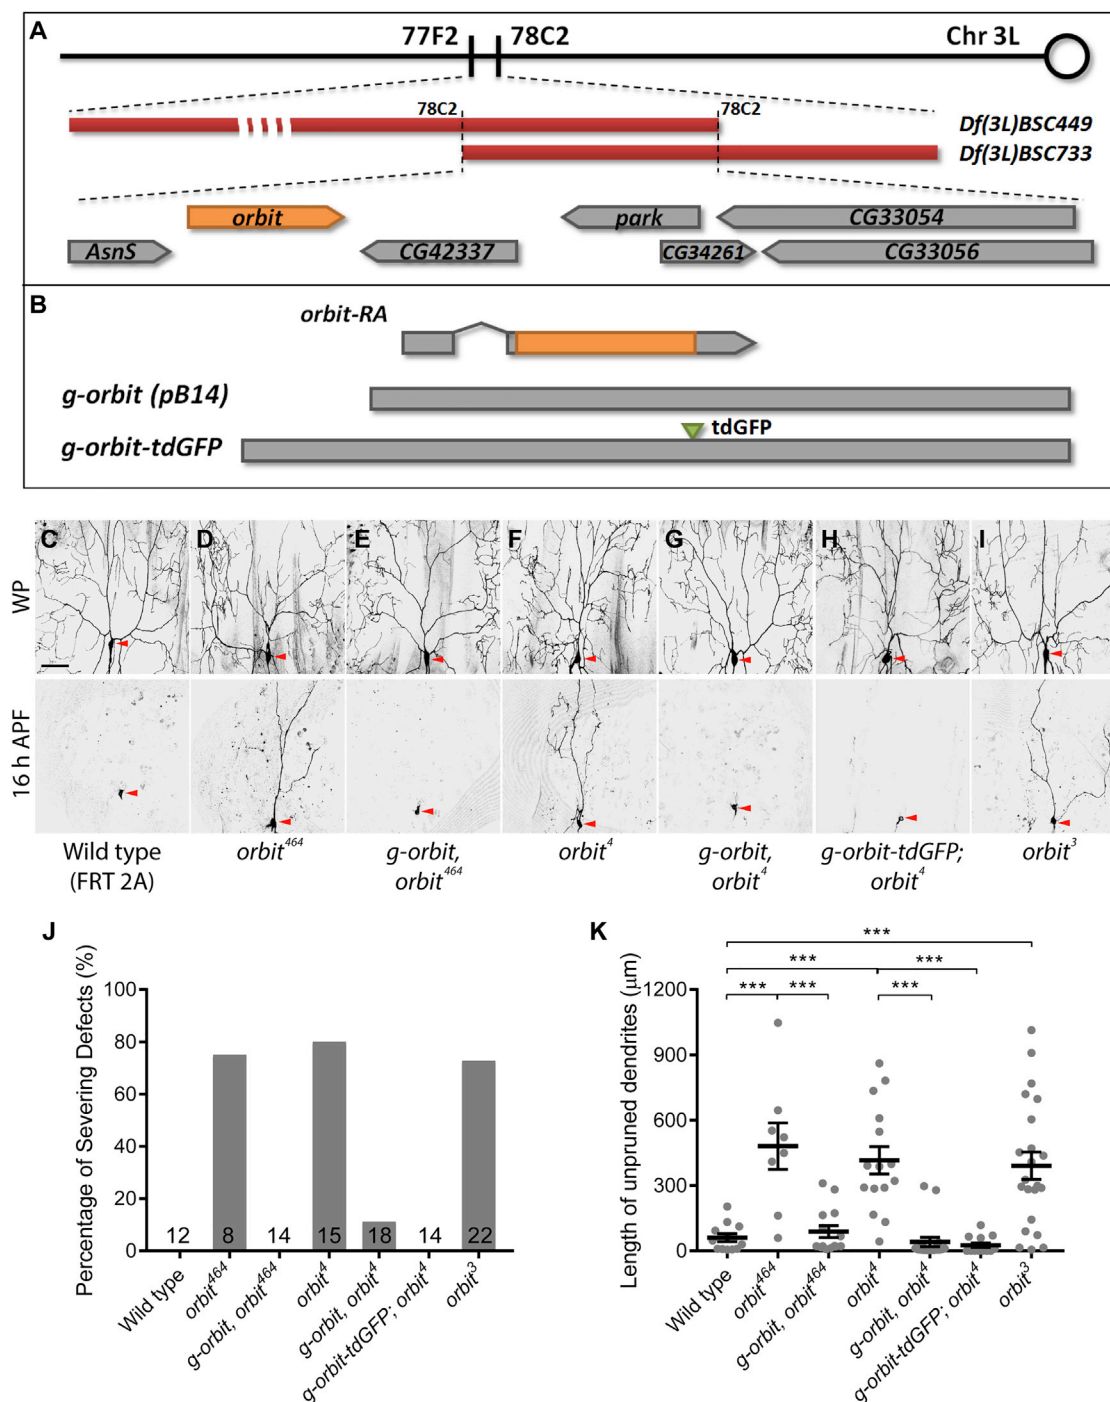 A
77F2 78C2 Chr 3L
78C2 78C2
Df(3L)BSC449
Df(3L)BSC733
orbit park CG33054
AsnS CG42337 CG34261 CG33056
B
orbit-RA
g-orbit (pB14)
tdGFP
g-orbit-tdGFP
C D E F G H I
WP
16 h APF
Wild type (FRT 2A)
orbit464
g-orbit, orbit464
orbit4
g-orbit, orbit4
g-orbit-tdGFP; orbit4
orbit3
J
Percentage of Severing Defects (%)
100
80
60
40
20
0
12 8 14 15 18 14 22
Wild type
orbit464
g-orbit, orbit464
orbit4
g-orbit, orbit4
g-orbit-tdGFP; orbit4
orbit3
K
Length of unpruned dendrites (μm)
***
*** ***
*** *** ***
1200
900
600
300
0
Wild type
orbit464
g-orbit, orbit464
orbit4
g-orbit, orbit4
g-orbit-tdGFP; orbit4
orbit3